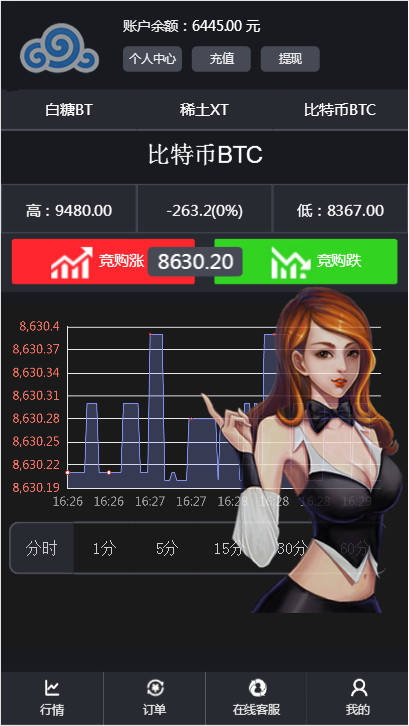 账户余额：6445.00 元
个人中心 充值 提现
白糖BT 稀土XT 比特币BTC
比特币BTC
高：9480.00 -263.2(0%) 低：8367.00
竞购涨 8630.20 竞购跌
8,630.4
8,630.37
8,630.34
8,630.31
8,630.28
8,630.25
8,630.22
8,630.19
16:26 16:26 16:27 16:27 16:28 16:28 16:29
分时 1分 5分 15分 30分 60分
行情 订单 在线客服 我的